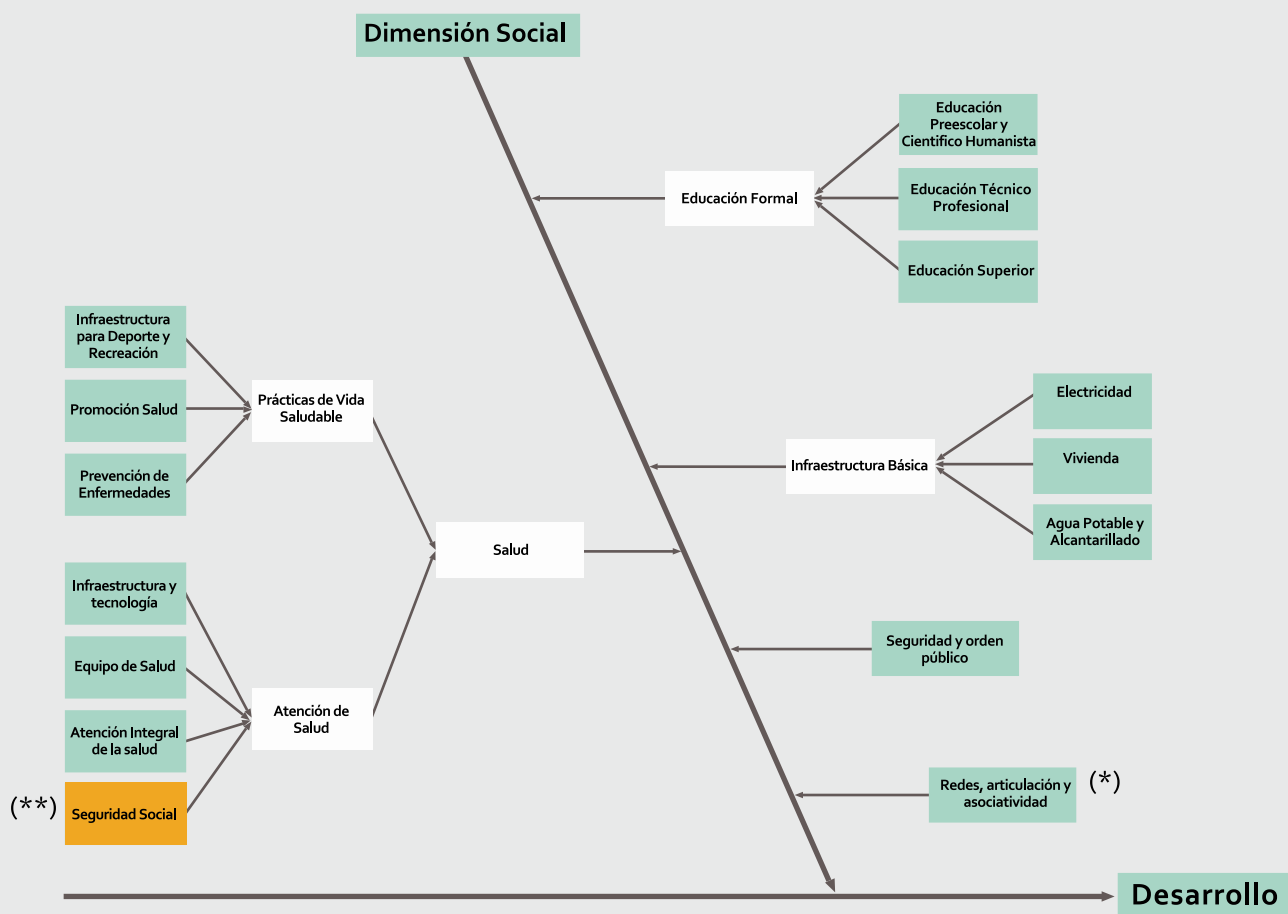 Dimensión Social
Educación
Preescolar y
Cientifico Humanista
Educación Formal
Educación Técnico
Profesional
Educación Superior
Infraestructura
para Deporte y
Recreación
Promoción Salud
Prevención de
Enfermedades
Prácticas de Vida
Saludable
Electricidad
Infraestructura Básica
Vivienda
Agua Potable y
Alcantarillado
Salud
Infraestructura y
tecnología
Equipo de Salud
Atención Integral
de la salud
(**)
Seguridad Social
Atención de
Salud
Seguridad y orden
público
Redes, articulación y
asociatividad
(*)
Desarrollo